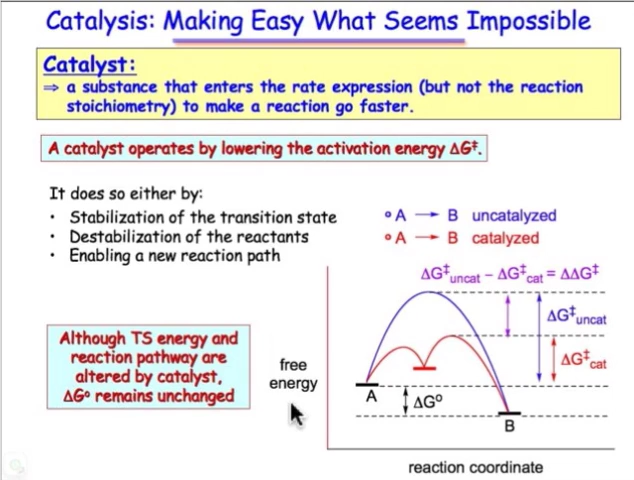 Catalysis: Making Easy What Seems Impossible
Catalyst:
⇒ a substance that enters the rate expression (but not the reaction
stoichiometry) to make a reaction go faster.
A catalyst operates by lowering the activation energy ΔG‡.
It does so either by:
• Stabilization of the transition state
• Destabilization of the reactants
• Enabling a new reaction path
A → B uncatalyzed
A → B catalyzed
ΔG‡uncat – ΔG‡cat = ΔΔG‡
ΔG‡uncat
ΔG‡cat
Although TS energy and
reaction pathway are
altered by catalyst,
ΔGº remains unchanged
free
energy
A
ΔGº
B
reaction coordinate